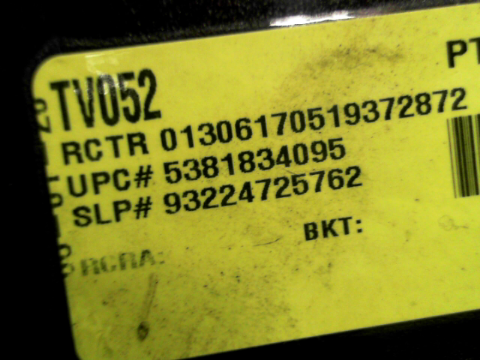 TV052
PT
RCTR 01306170519372872
UPC# 5381834095
SLP# 93224725762
BKT:
RCRA: